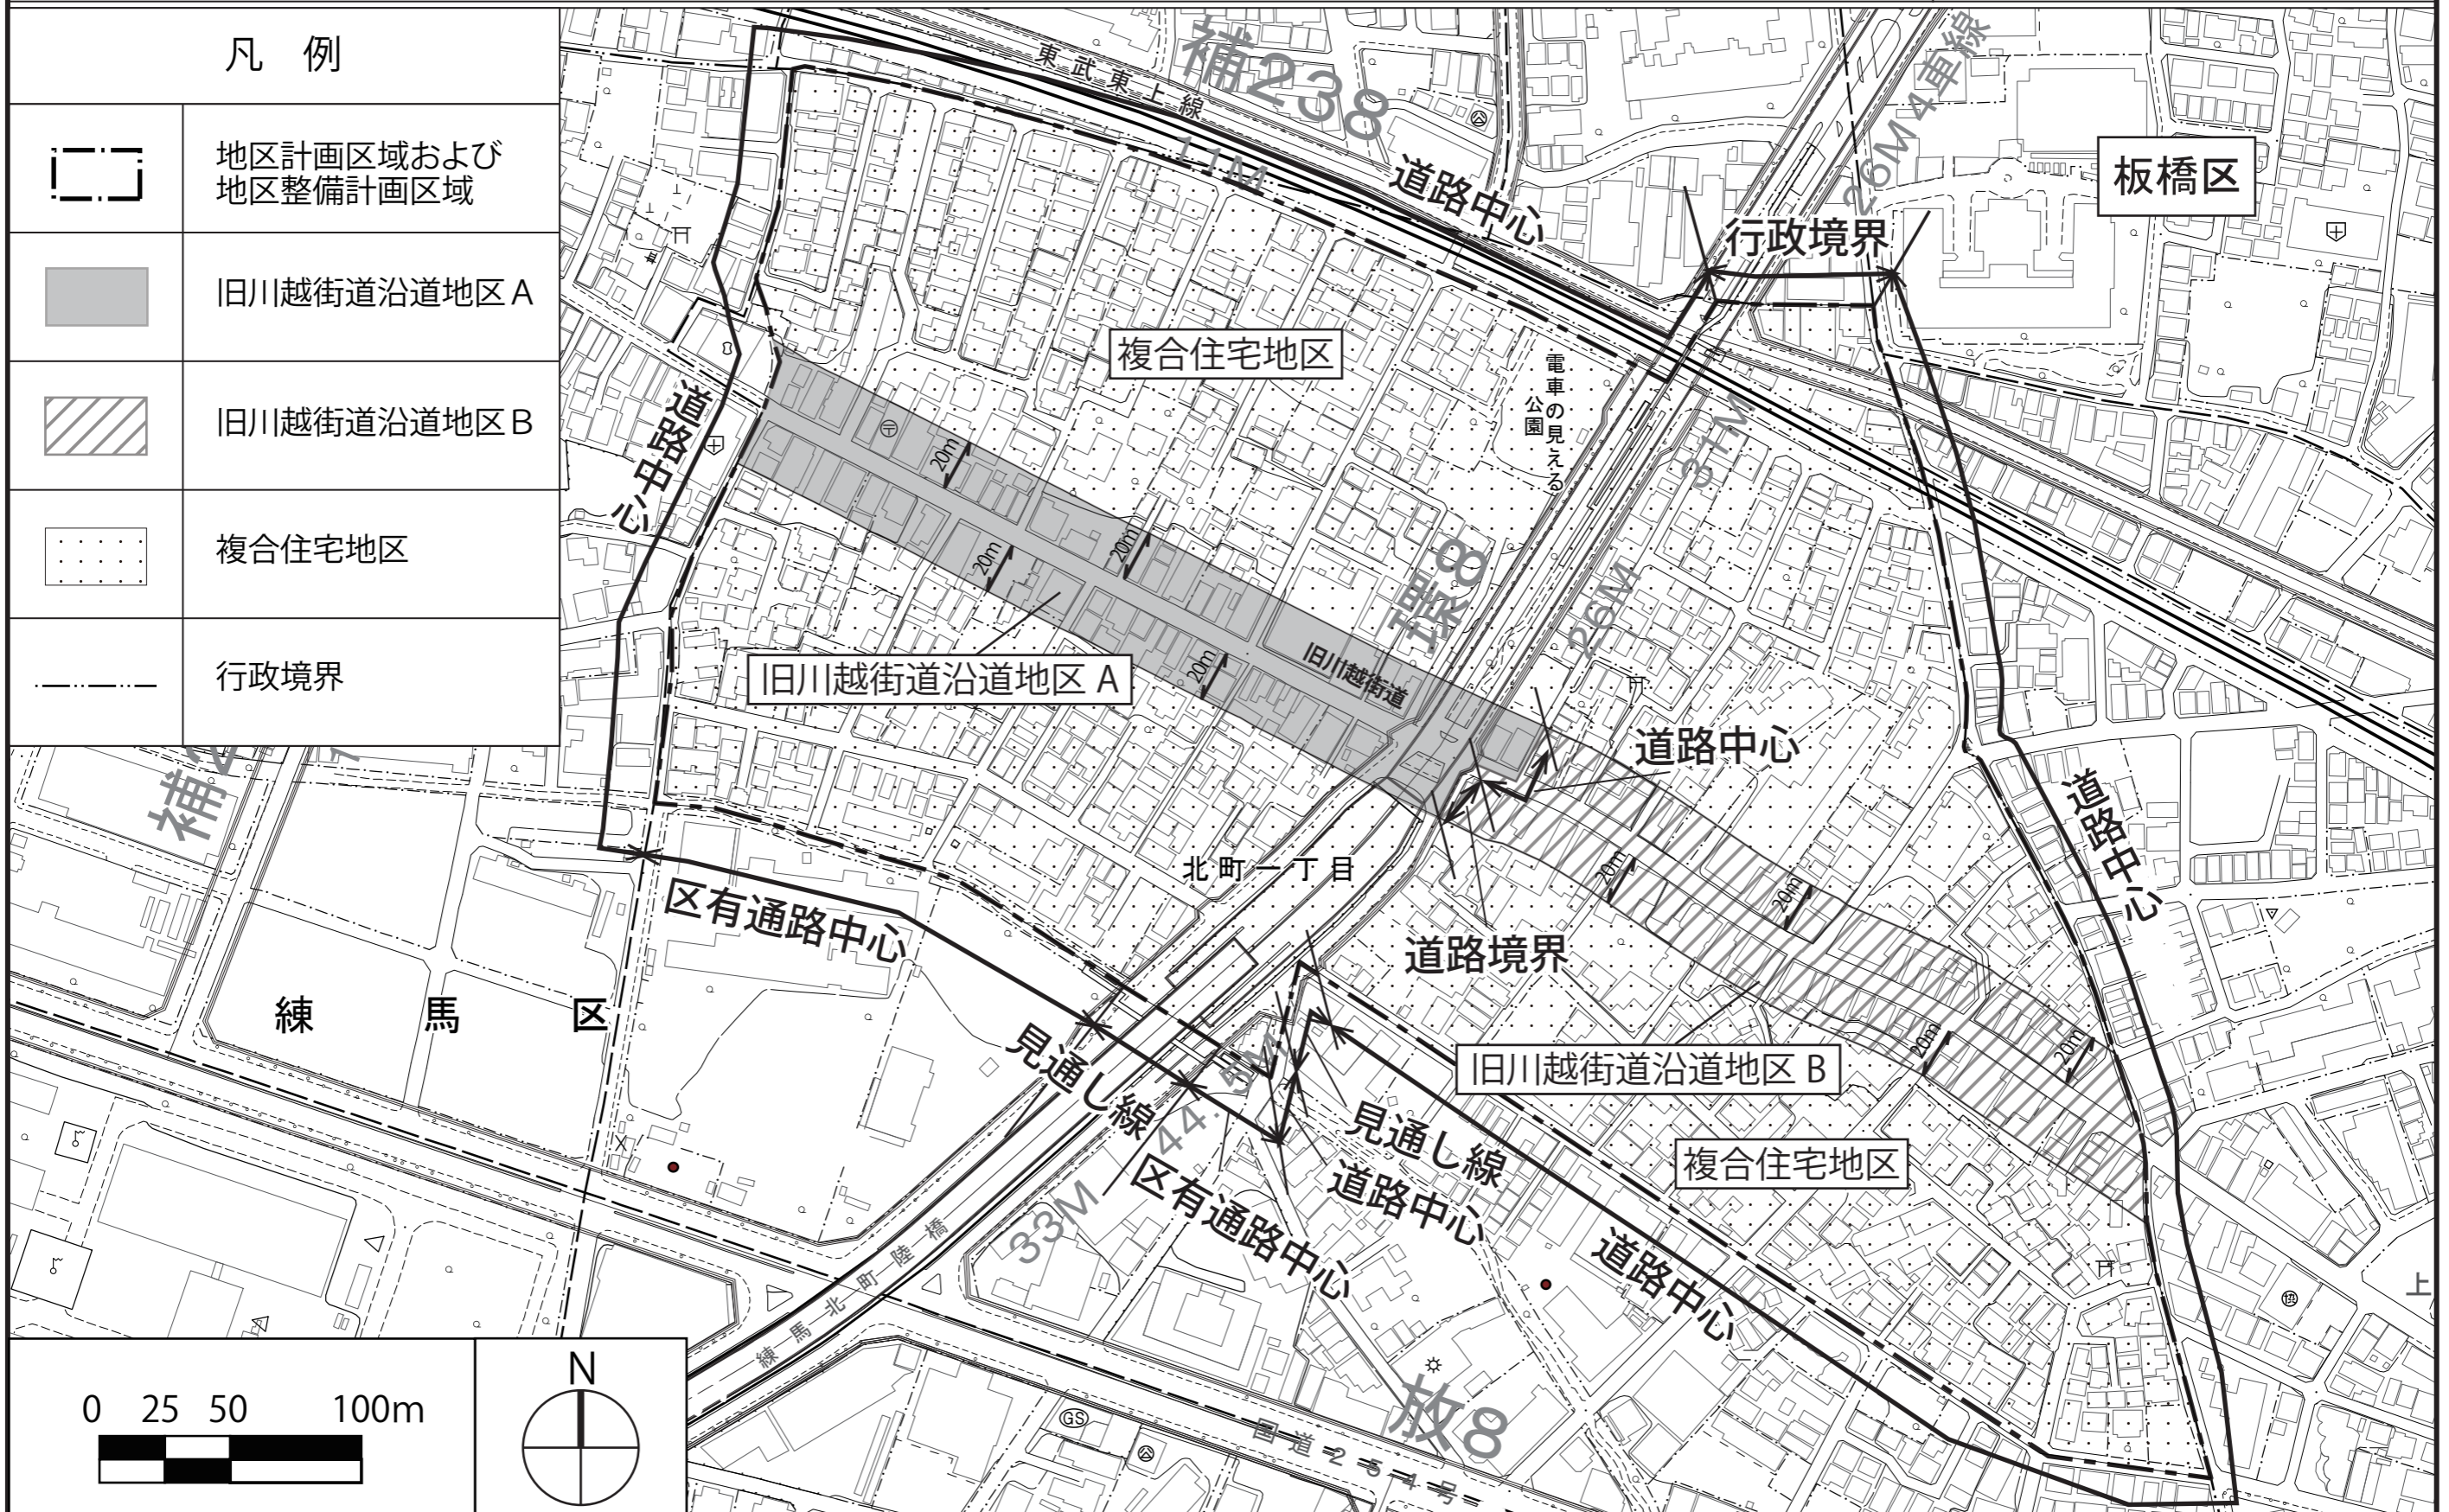 凡 例
地区計画区域および
地区整備計画区域
旧川越街道沿道地区A
旧川越街道沿道地区B
複合住宅地区
行政境界
東武東上線
補238
11M
道路中心
26M4車線
行政境界
板橋区
複合住宅地区
電車の見える
公園
道路中心
20m
20m
20m
20m
31M
環8
26M
旧川越街道
旧川越街道沿道地区 A
道路中心
道路中心
北町一丁目
20m
20m
区有通路中心
道路境界
練馬区
見通し線
44.5M
旧川越街道沿道地区 B
20m
20m
見通し線
道路中心
区有通路中心
33M
複合住宅地区
道路中心
練馬北町陸橋
放8
国道254号
GS
上
0 25 50 100m
N